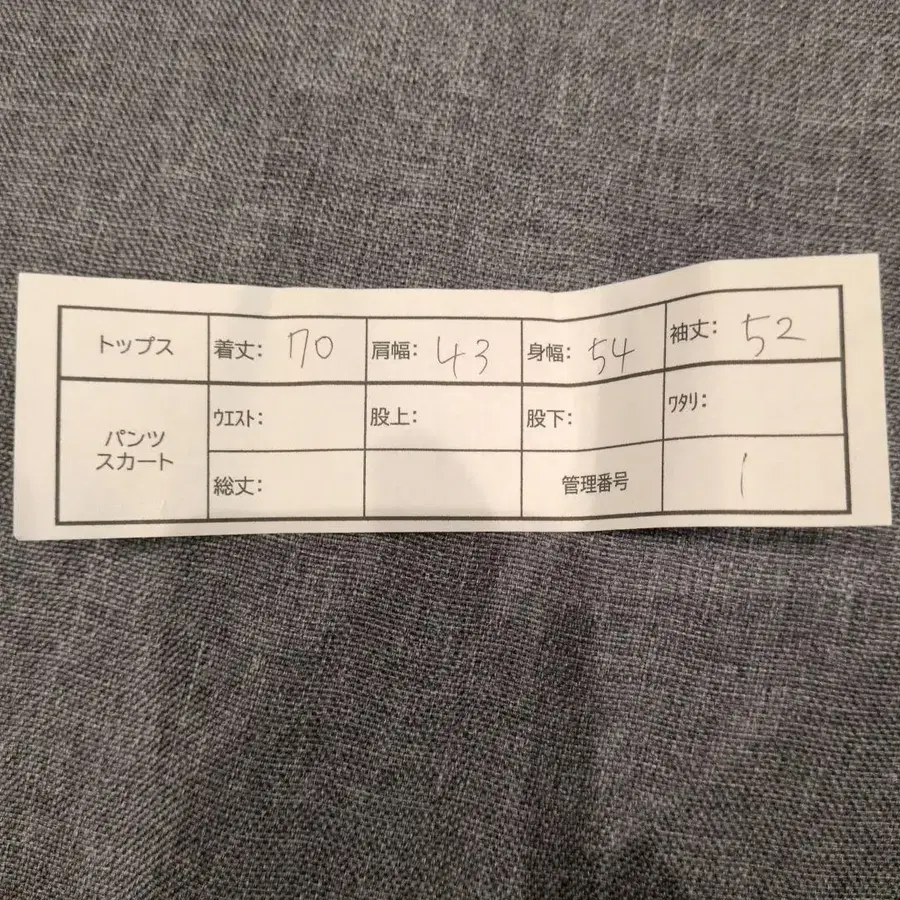 トップス 着丈: 70 肩幅: 43 身幅: 54 袖丈: 52
パンツ
スカート
ウエスト: 股上: 股下: ワタリ:
総丈: 管理番号 1